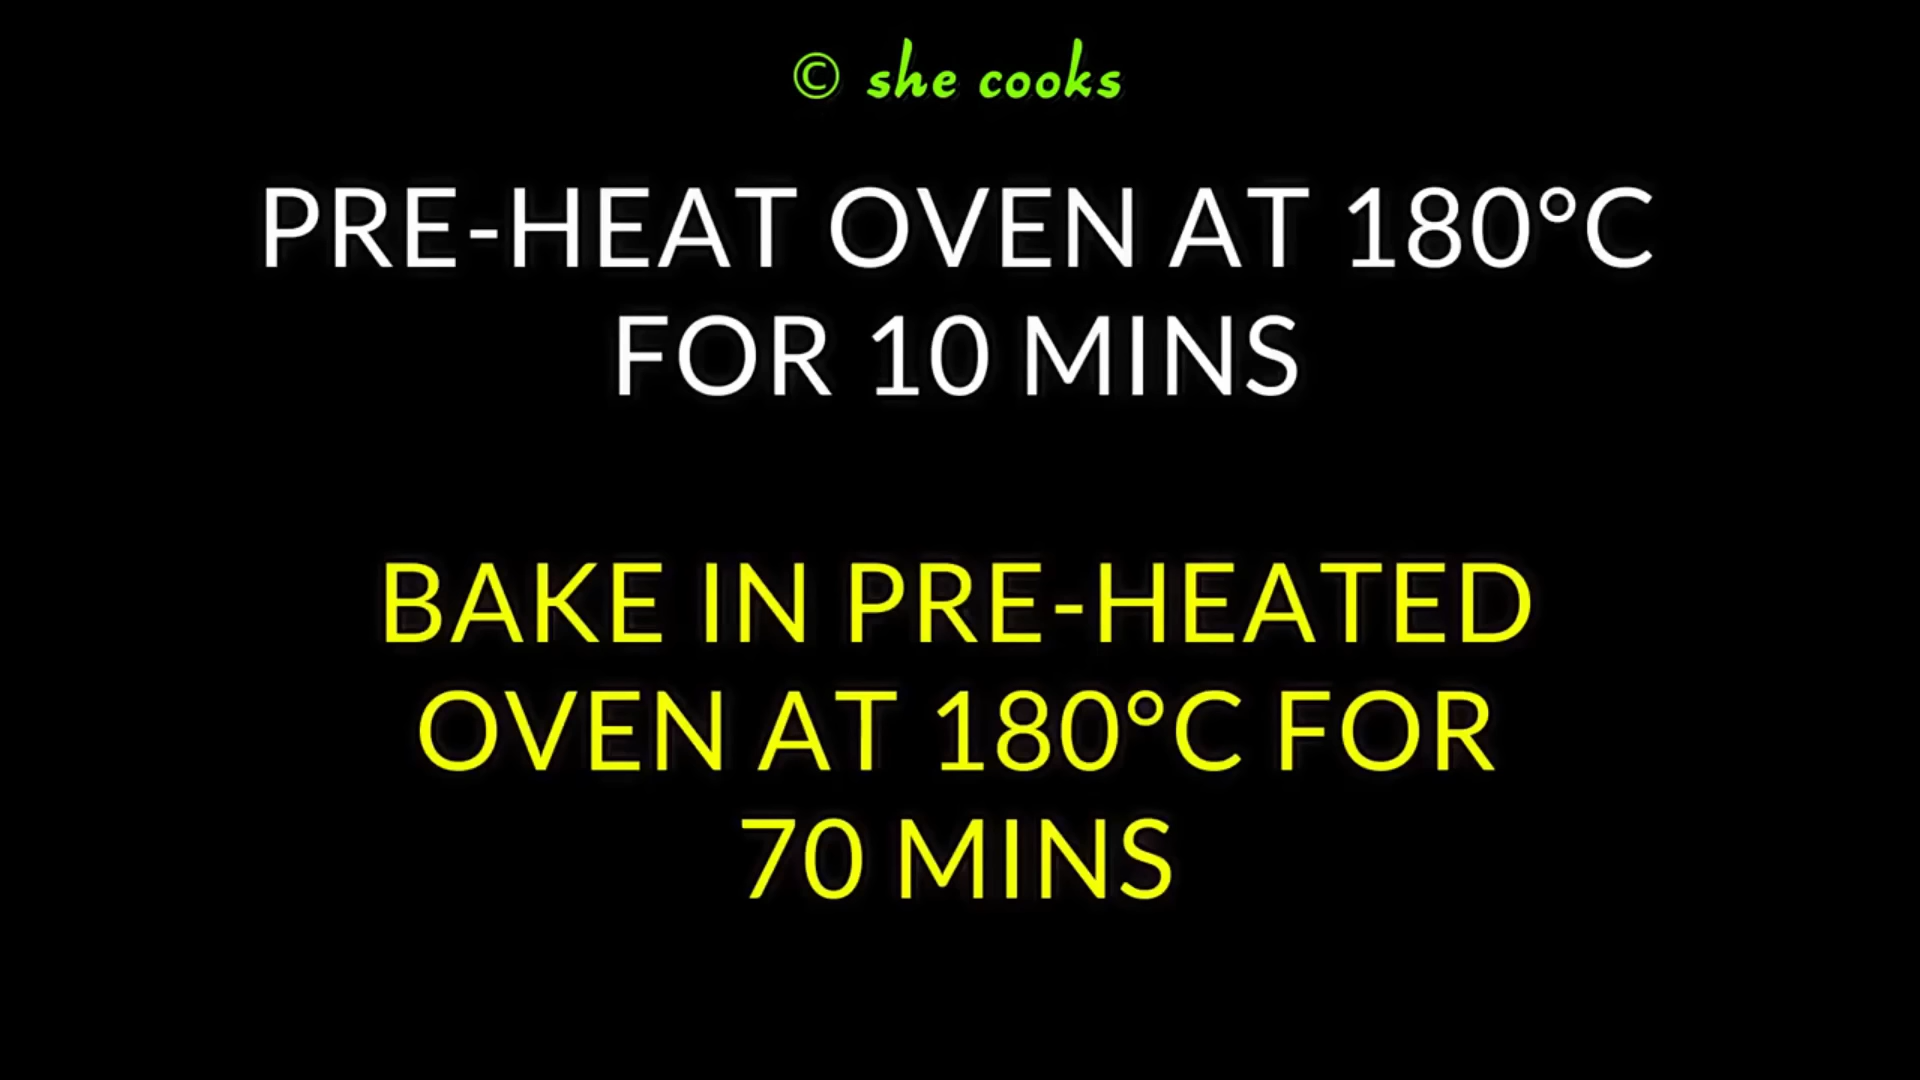 © she cooks
PRE-HEAT OVEN AT 180°C
FOR 10 MINS
BAKE IN PRE-HEATED
OVEN AT 180°C FOR
70 MINS